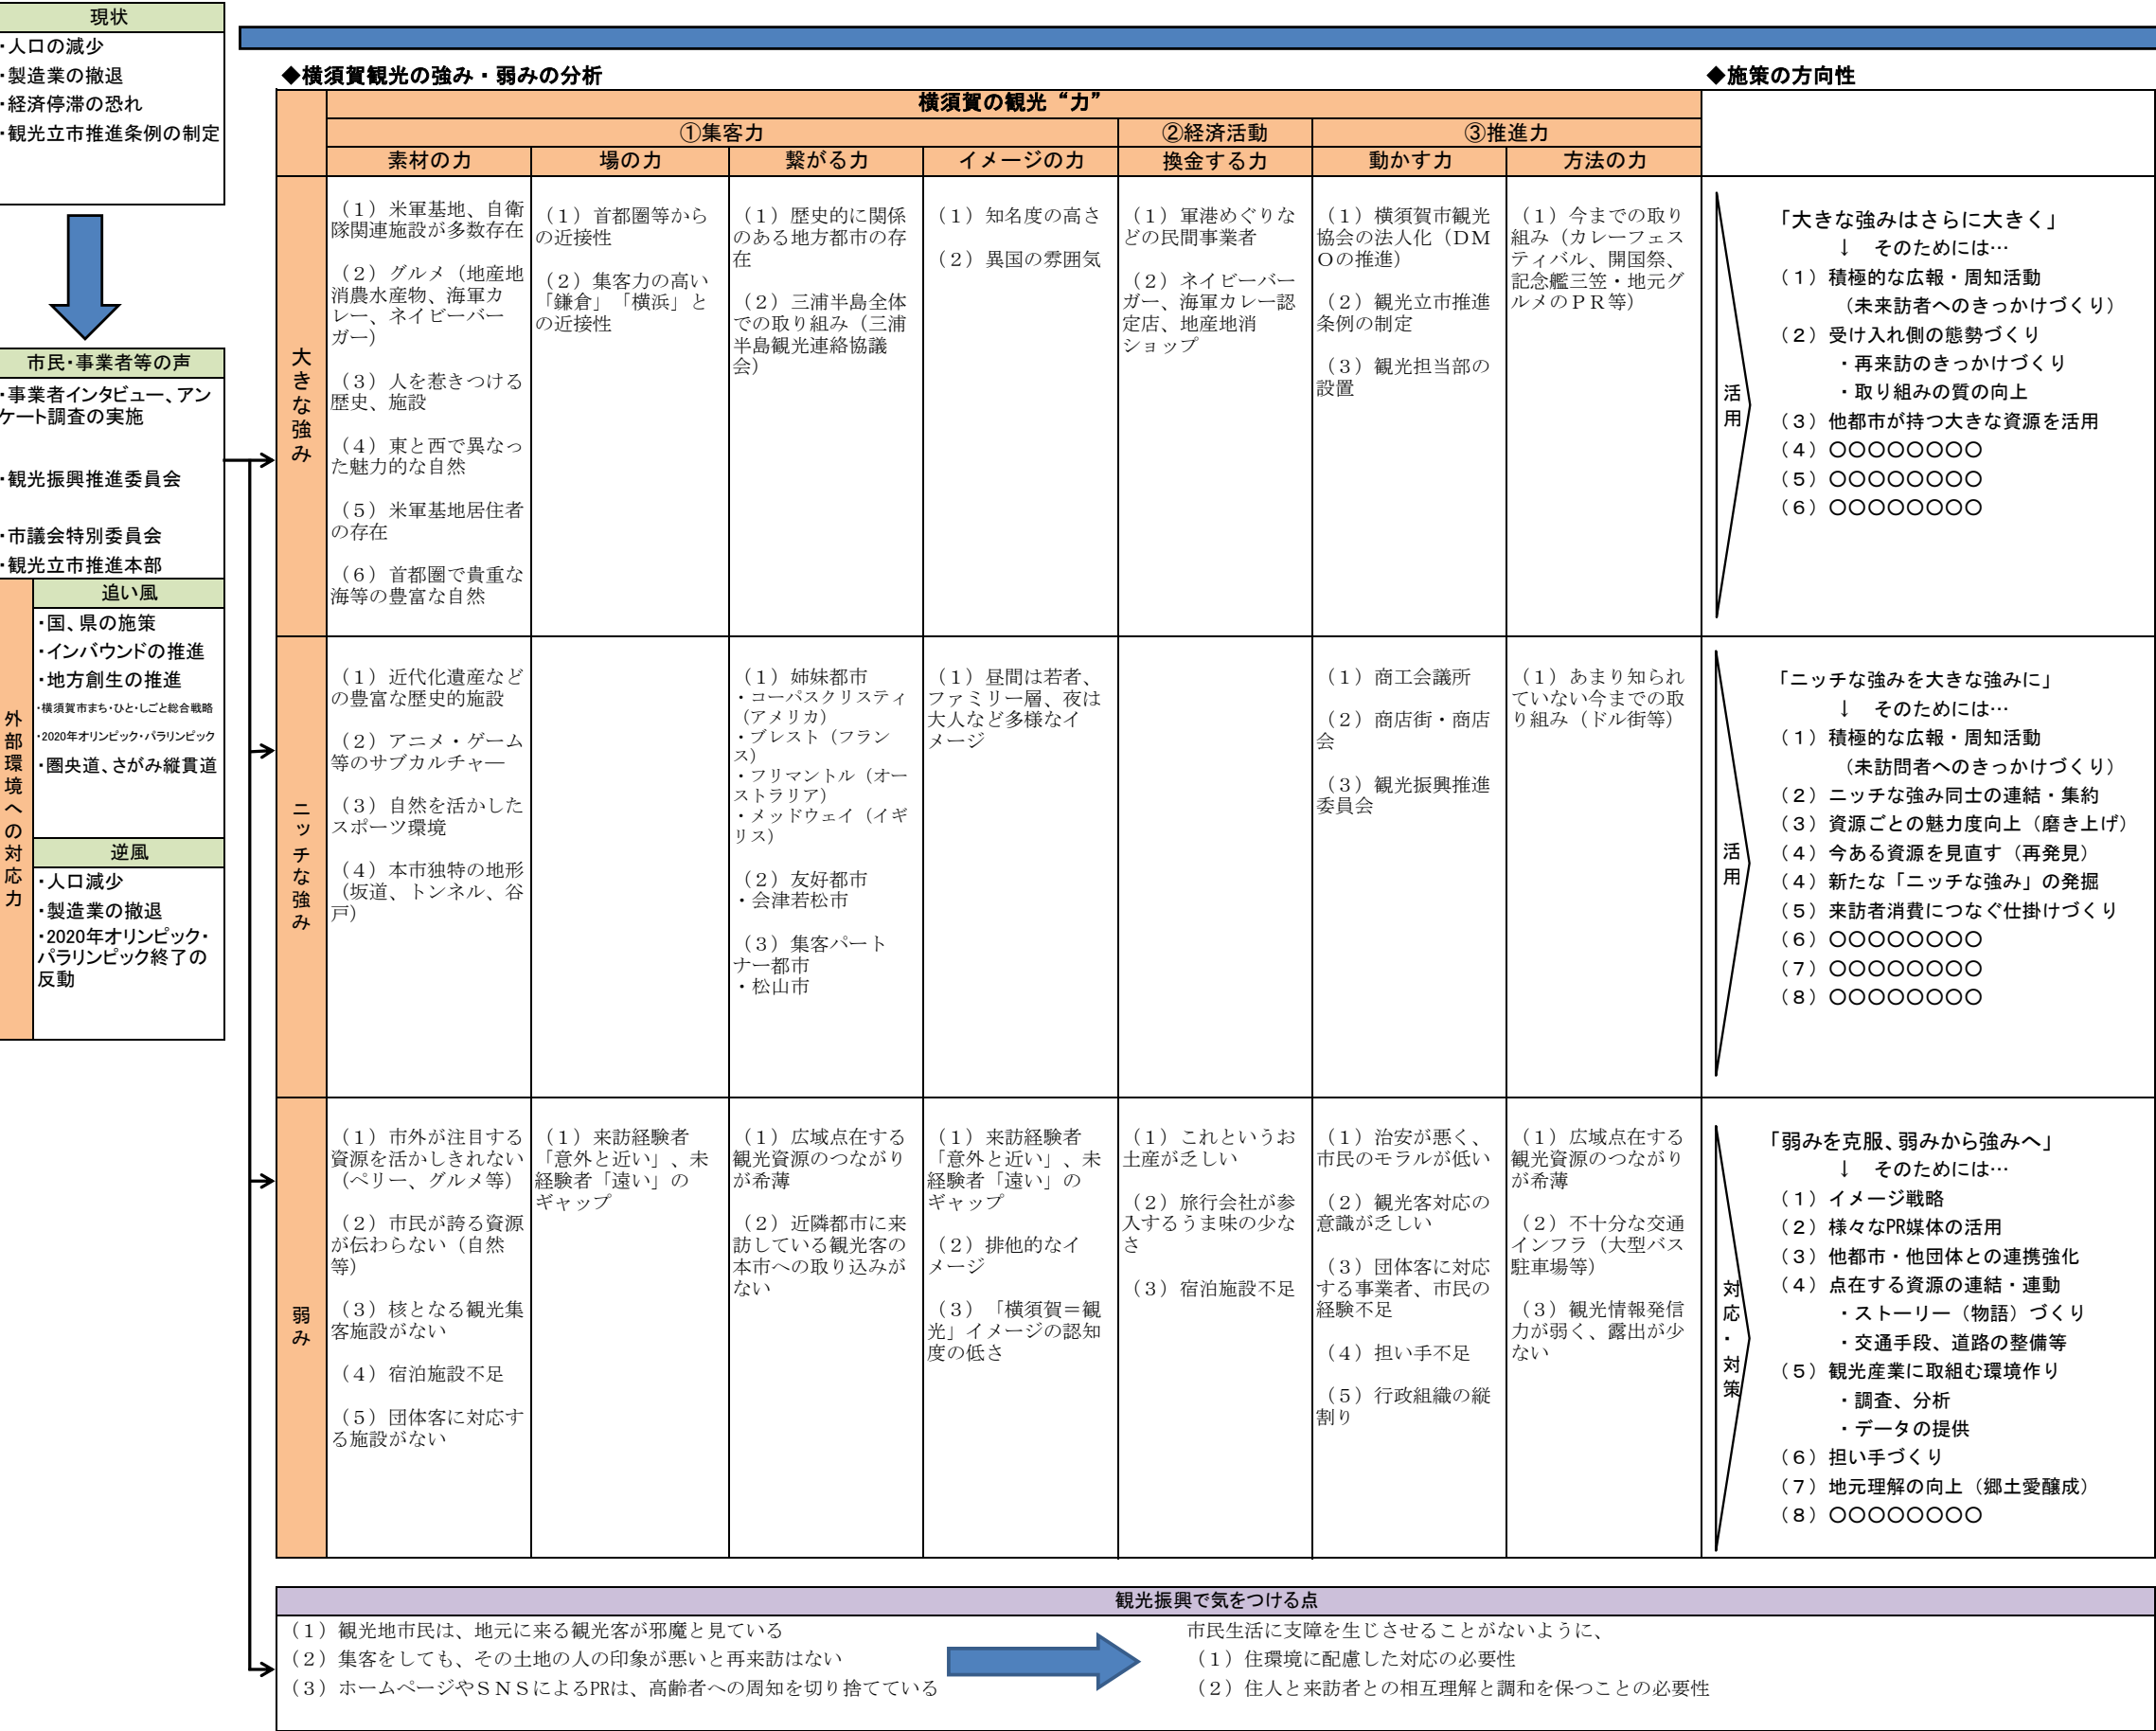 現状
・人口の減少
・製造業の撤退
・経済停滞の恐れ
・観光立市推進条例の制定
市民・事業者等の声
・事業者インタビュー、アン
ケート調査の実施
・観光振興推進委員会
・市議会特別委員会
・観光立市推進本部
外部環境への対応力
追い風
・国、県の施策
・インバウンドの推進
・地方創生の推進
・横須賀市まち・ひと・しごと総合戦略
・2020年オリンピック・パラリンピック
・圏央道、さがみ縦貫道
逆風
・人口減少
・製造業の撤退
・2020年オリンピック・
パラリンピック終了の
反動
◆横須賀観光の強み・弱みの分析
横須賀の観光“力”
①集客力
②経済活動
③推進力
素材の力
場の力
繋がる力
イメージの力
換金する力
動かす力
方法の力
大きな強み
（１）米軍基地、自衛
隊関連施設が多数存在
（２）グルメ（地産地
消農水産物、海軍カ
レー、ネイビーバー
ガー）
（３）人を惹きつける
歴史、施設
（４）東と西で異なっ
た魅力的な自然
（５）米軍基地居住者
の存在
（６）首都圏で貴重な
海等の豊富な自然
（１）首都圏等から
の近接性
（２）集客力の高い
「鎌倉」「横浜」と
の近接性
（１）歴史的に関係
のある地方都市の存
在
（２）三浦半島全体
での取り組み（三浦
半島観光連絡協議
会）
（１）知名度の高さ
（２）異国の雰囲気
（１）軍港めぐりな
どの民間事業者
（２）ネイビーバー
ガー、海軍カレー認
定店、地産地消
ショップ
（１）横須賀市観光
協会の法人化（ＤＭ
Ｏの推進）
（２）観光立市推進
条例の制定
（３）観光担当部の
設置
（１）今までの取り
組み（カレーフェス
ティバル、開国祭、
記念艦三笠・地元グ
ルメのＰＲ等）
ニッチな強み
（１）近代化遺産など
の豊富な歴史的施設
（２）アニメ・ゲーム
等のサブカルチャ―
（３）自然を活かした
スポーツ環境
（４）本市独特の地形
（坂道、トンネル、谷
戸）
（１）姉妹都市
・コーパスクリスティ
（アメリカ）
・ブレスト（フラン
ス）
・フリマントル（オー
ストラリア）
・メッドウェイ（イギ
リス）
（２）友好都市
・会津若松市
（３）集客パート
ナー都市
・松山市
（１）昼間は若者、
ファミリー層、夜は
大人など多様なイ
メージ
（１）商工会議所
（２）商店街・商店
会
（３）観光振興推進
委員会
（１）あまり知られ
ていない今までの取
り組み（ドル街等）
弱み
（１）市外が注目する
資源を活かしきれない
（ペリー、グルメ等）
（２）市民が誇る資源
が伝わらない（自然
等）
（３）核となる観光集
客施設がない
（４）宿泊施設不足
（５）団体客に対応す
る施設がない
（１）来訪経験者
「意外と近い」、未
経験者「遠い」の
ギャップ
（１）広域点在する
観光資源のつながり
が希薄
（２）近隣都市に来
訪している観光客の
本市への取り込みが
ない
（１）来訪経験者
「意外と近い」、未
経験者「遠い」の
ギャップ
（２）排他的なイ
メージ
（３）「横須賀＝観
光」イメージの認知
度の低さ
（１）これというお
土産が乏しい
（２）旅行会社が参
入するうま味の少な
さ
（３）宿泊施設不足
（１）治安が悪く、
市民のモラルが低い
（２）観光客対応の
意識が乏しい
（３）団体客に対応
する事業者、市民の
経験不足
（４）担い手不足
（５）行政組織の縦
割り
（１）広域点在する
観光資源のつながり
が希薄
（２）不十分な交通
インフラ（大型バス
駐車場等）
（３）観光情報発信
力が弱く、露出が少
ない
◆施策の方向性
活用
「大きな強みはさらに大きく」
↓　そのためには…
（１）積極的な広報・周知活動
（未来訪者へのきっかけづくり）
（２）受け入れ側の態勢づくり
・再来訪のきっかけづくり
・取り組みの質の向上
（３）他都市が持つ大きな資源を活用
（４）〇〇〇〇〇〇〇〇
（５）〇〇〇〇〇〇〇〇
（６）〇〇〇〇〇〇〇〇
活用
「ニッチな強みを大きな強みに」
↓　そのためには…
（１）積極的な広報・周知活動
（未訪問者へのきっかけづくり）
（２）ニッチな強み同士の連結・集約
（３）資源ごとの魅力度向上（磨き上げ）
（４）今ある資源を見直す（再発見）
（４）新たな「ニッチな強み」の発掘
（５）来訪者消費につなぐ仕掛けづくり
（６）〇〇〇〇〇〇〇〇
（７）〇〇〇〇〇〇〇〇
（８）〇〇〇〇〇〇〇〇
対応・対策
「弱みを克服、弱みから強みへ」
↓　そのためには…
（１）イメージ戦略
（２）様々なPR媒体の活用
（３）他都市・他団体との連携強化
（４）点在する資源の連結・連動
・ストーリー（物語）づくり
・交通手段、道路の整備等
（５）観光産業に取組む環境作り
・調査、分析
・データの提供
（６）担い手づくり
（７）地元理解の向上（郷土愛醸成）
（８）〇〇〇〇〇〇〇〇
観光振興で気をつける点
（１）観光地市民は、地元に来る観光客が邪魔と見ている
（２）集客をしても、その土地の人の印象が悪いと再来訪はない
（３）ホームページやＳＮＳによるPRは、高齢者への周知を切り捨てている
市民生活に支障を生じさせることがないように、
（１）住環境に配慮した対応の必要性
（２）住人と来訪者との相互理解と調和を保つことの必要性